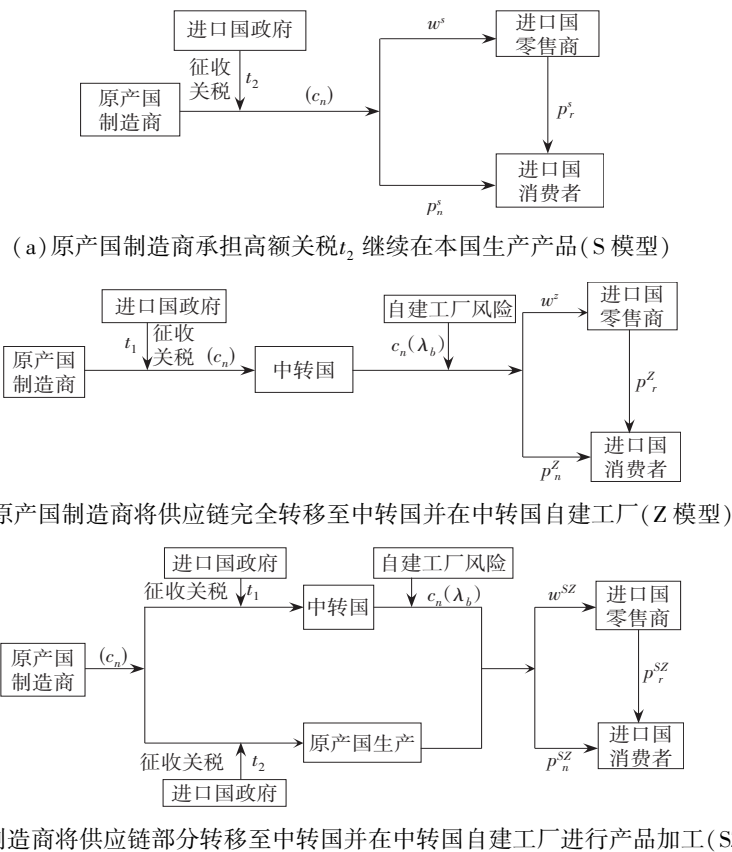 进口国政府
征收
关税
t₂
原产国
制造商
(cₙ)
wˢ
进口国
零售商
pᵣˢ
进口国
消费者
pₙˢ
(a)原产国制造商承担高额关税t₂ 继续在本国生产产品(S 模型)
进口国政府
t₁
征收
关税
(cₙ)
原产国
制造商
中转国
自建工厂风险
cₙ(λ_b)
wᶻ
进口国
零售商
p_r^Z
进口国
消费者
p_n^Z
原产国制造商将供应链完全转移至中转国并在中转国自建工厂(Z 模型)
进口国政府
征收关税
t₁
中转国
自建工厂风险
cₙ(λ_b)
原产国
制造商
(cₙ)
原产国生产
征收关税
t₂
进口国政府
w^SZ
进口国
零售商
p_r^SZ
进口国
消费者
p_n^SZ
制造商将供应链部分转移至中转国并在中转国自建工厂进行产品加工(S